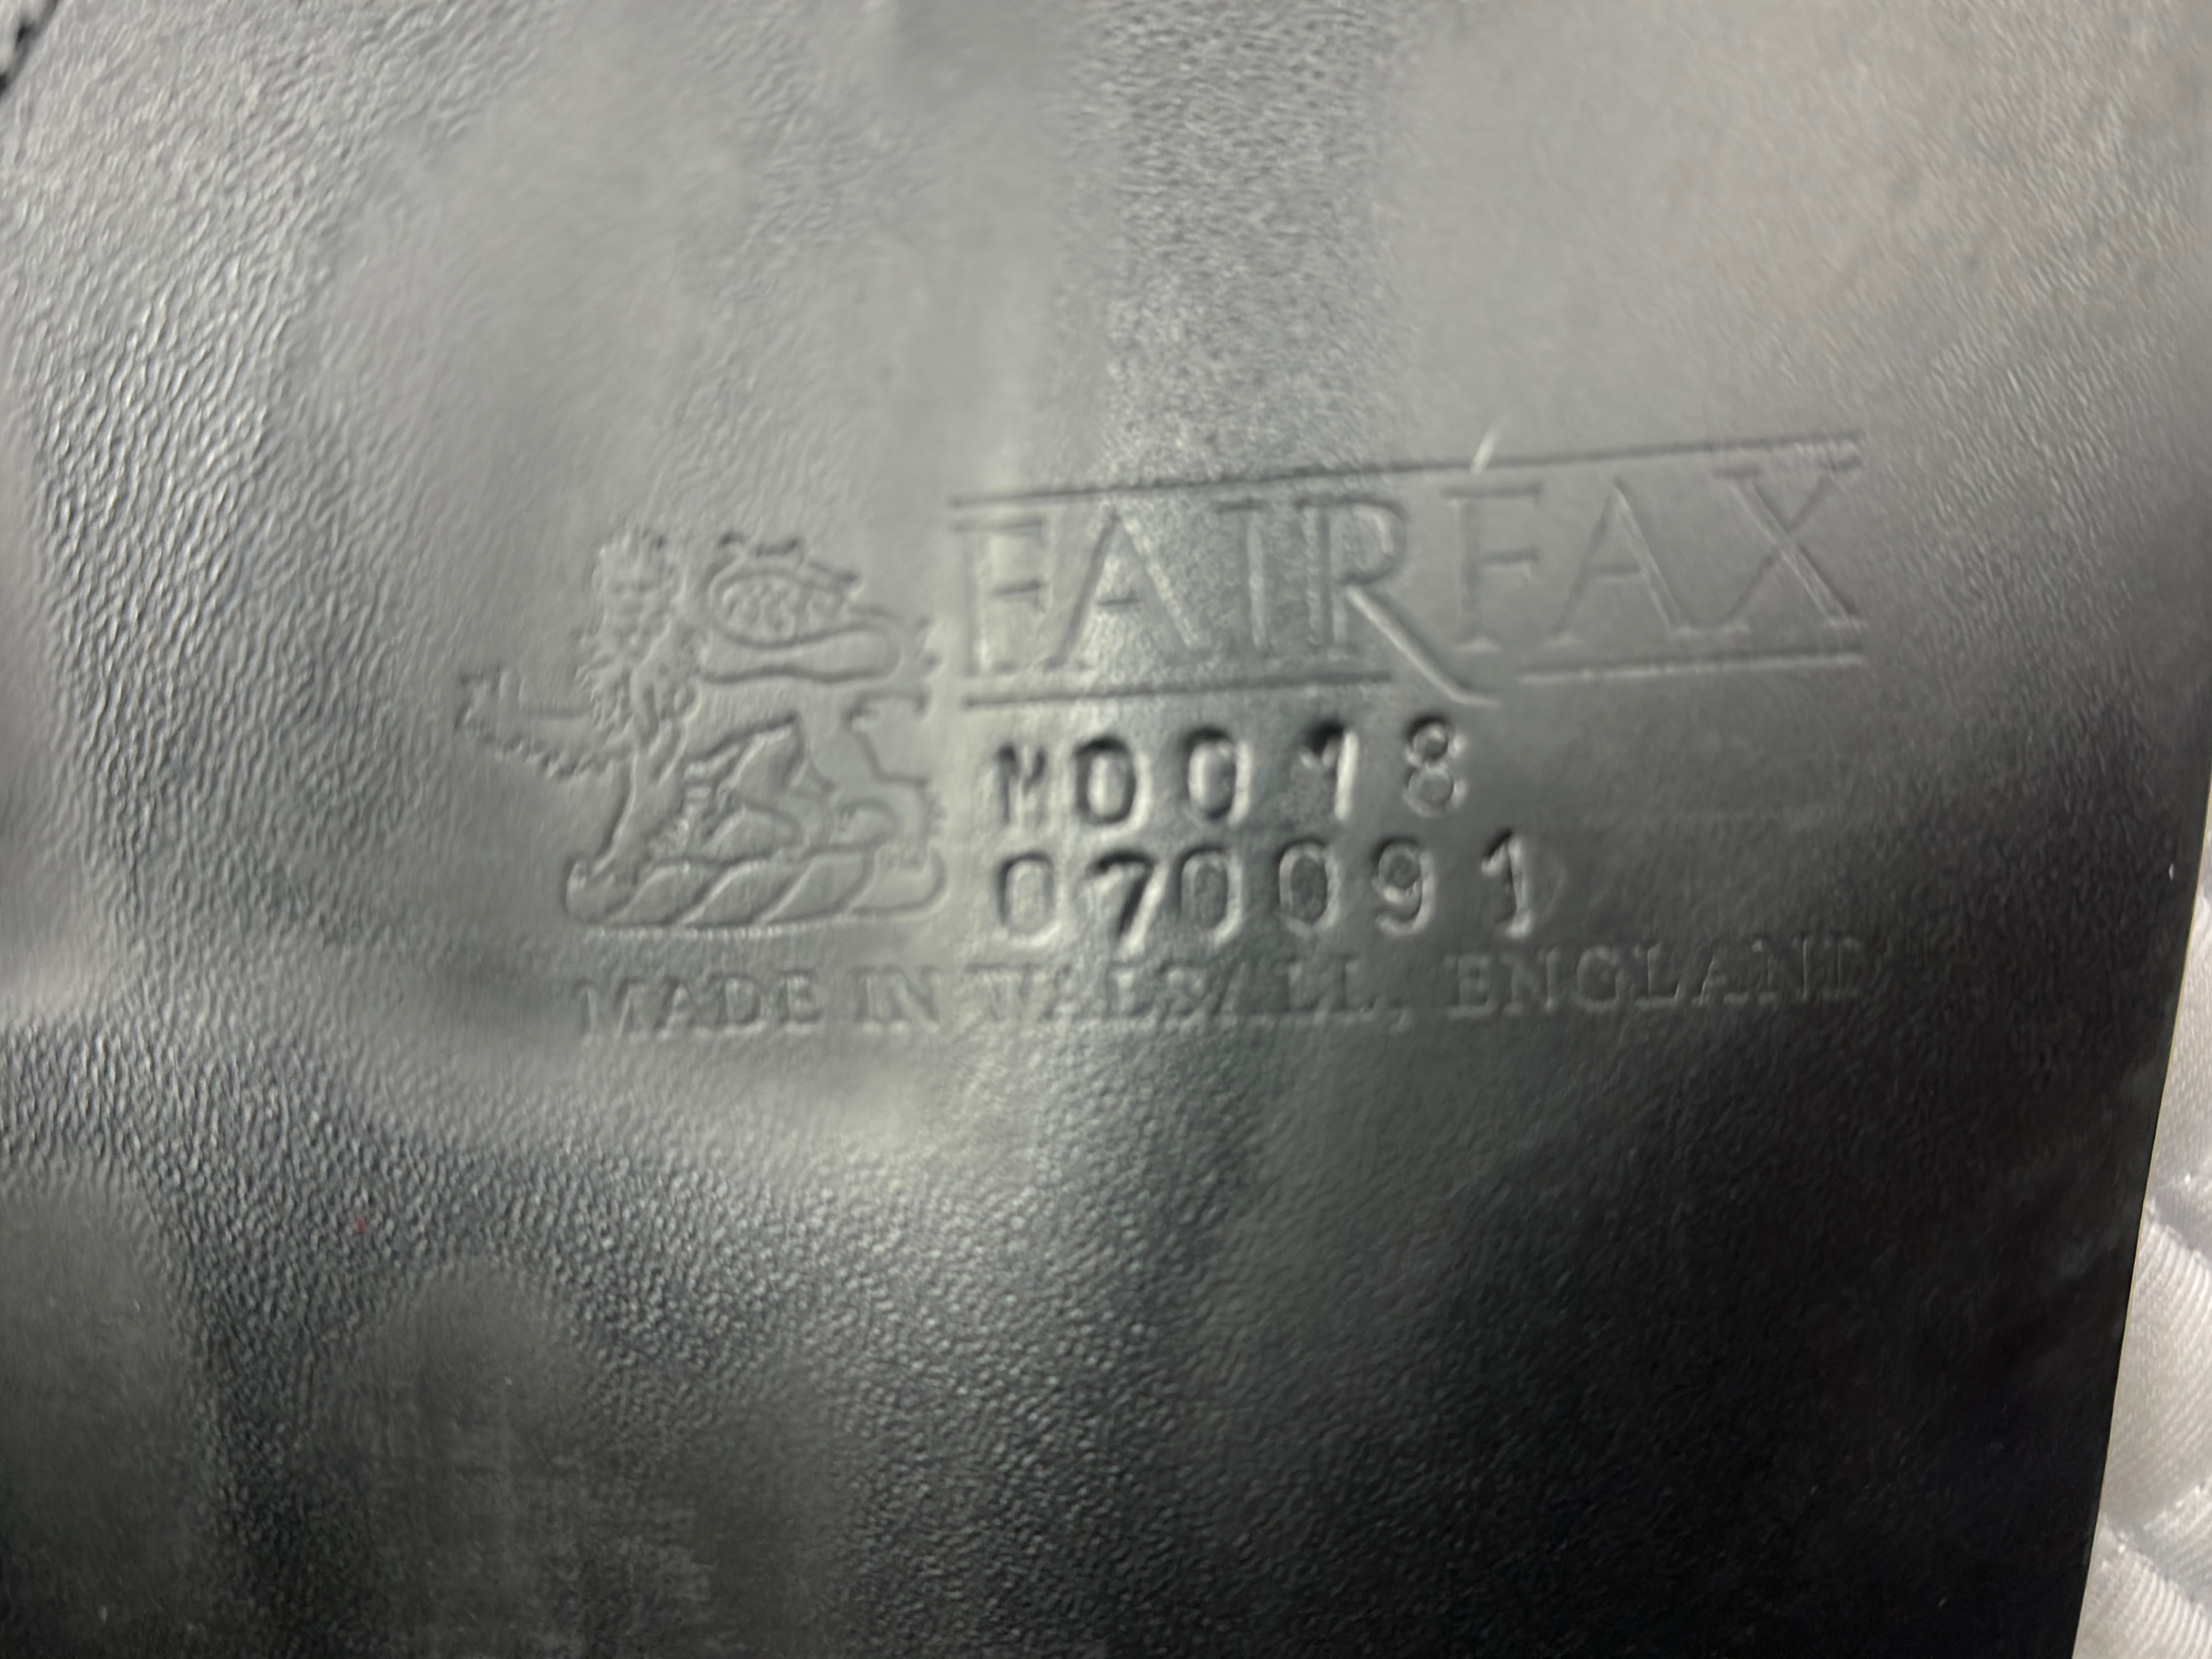 FAIRFAX
M0018
070091
MADE IN WALSALL, ENGLAND